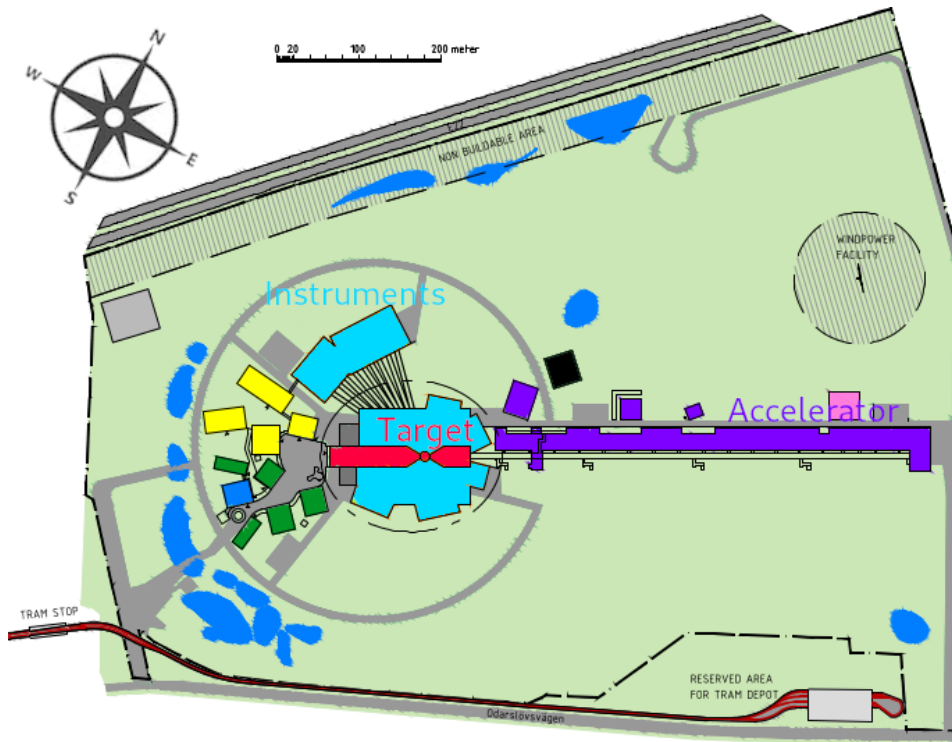 N
W
E
S
0 20 100 200 meter
NON BUILDABLE AREA
WINDPOWER
FACILITY
Instruments
Accelerator
Target
TRAM STOP
RESERVED AREA
FOR TRAM DEPOT
Odarslövsvägen